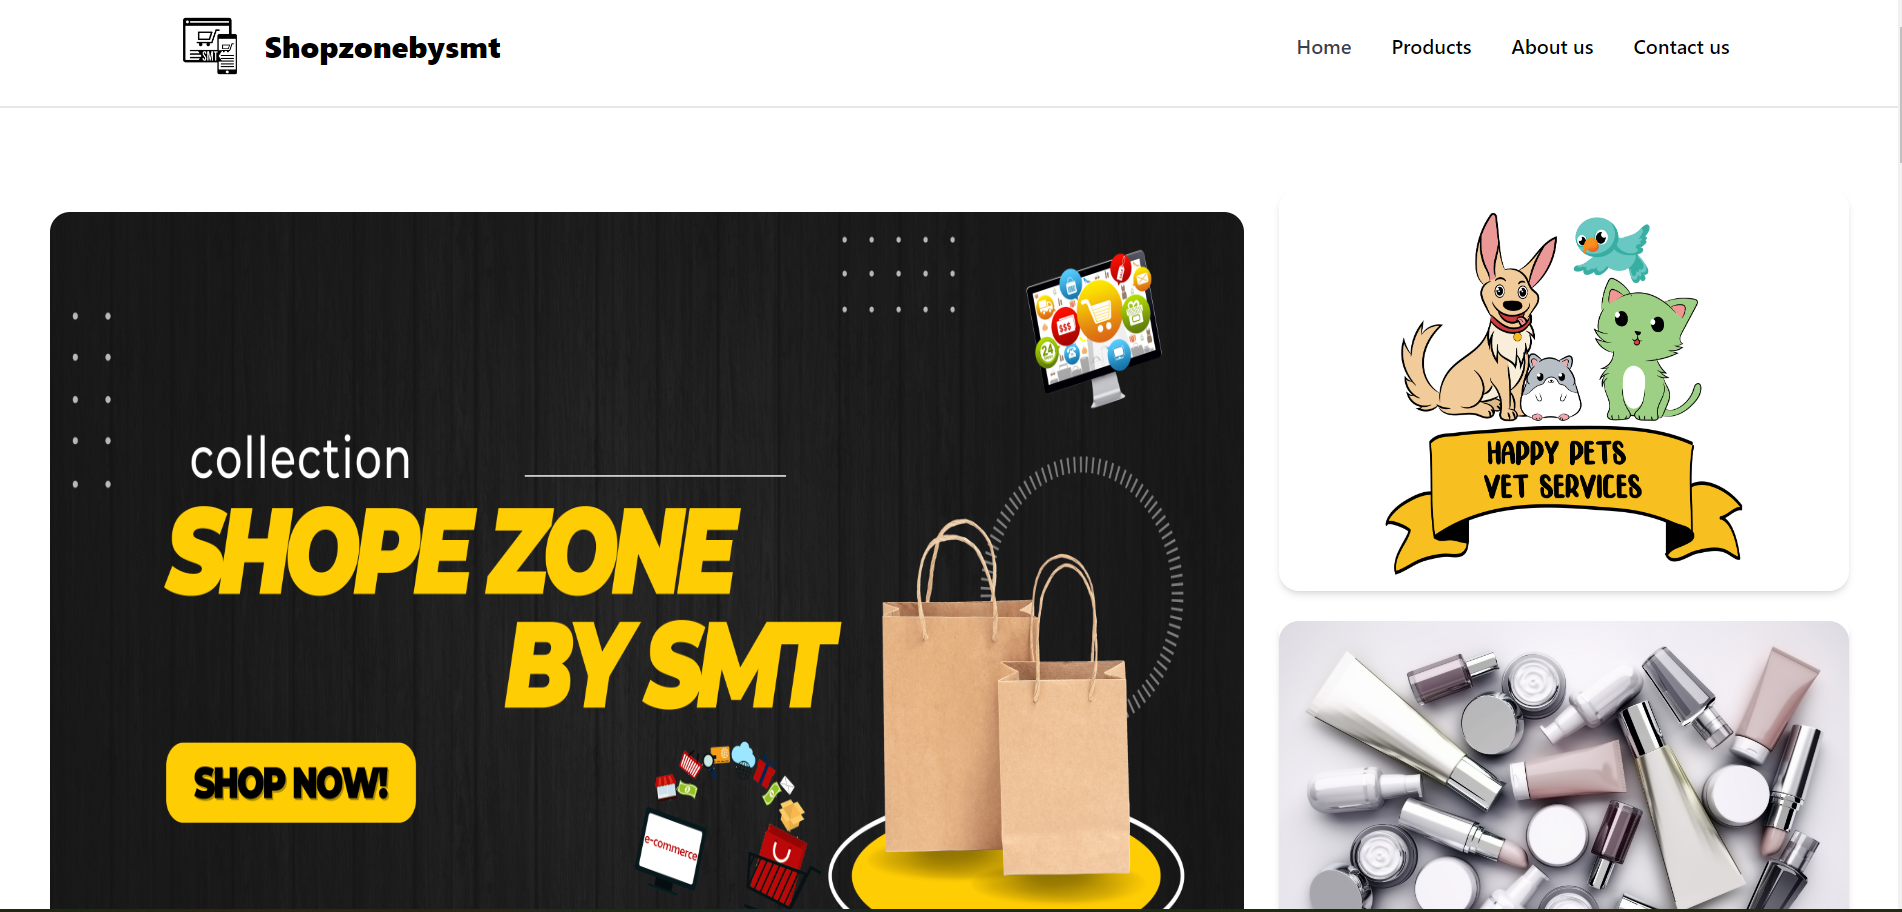 SMT
Shopzonebysmt
Home
Products
About us
Contact us
collection
SHOPE ZONE
BY SMT
SHOP NOW!
$$$
24
e-commerce
HAPPY PETS
VET SERVICES